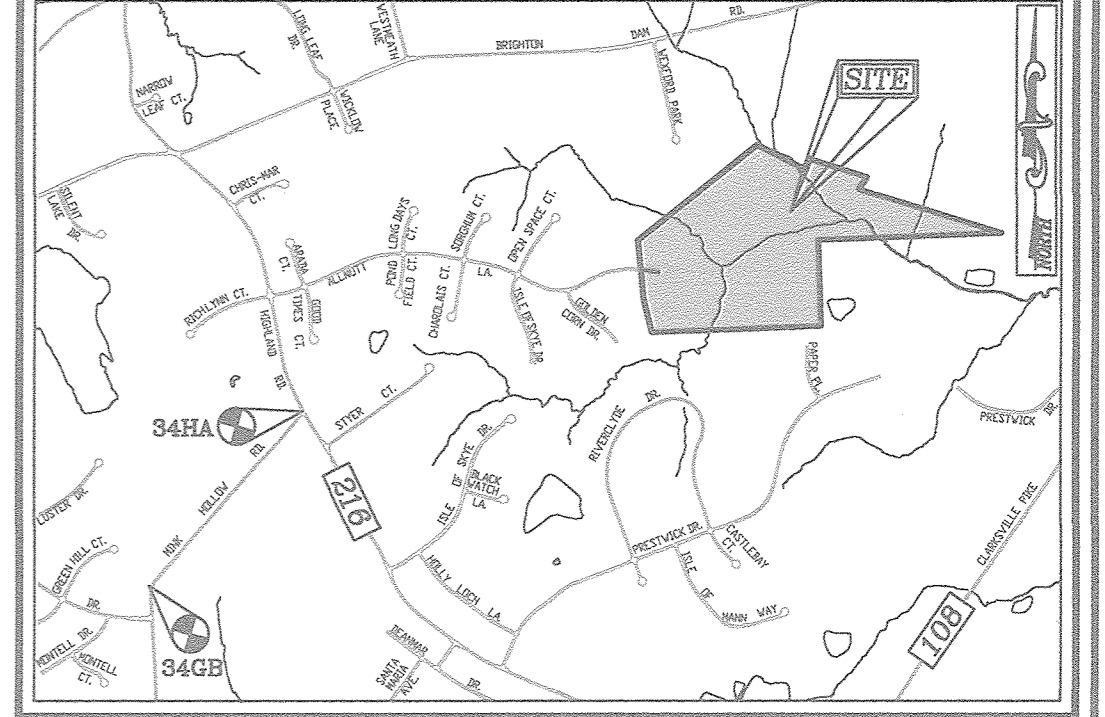 LONG LEAF
DR.
WESTMEATH
LANE
BRIGHTON
DAM
RD.
NARROW
LEAF CT.
WICKLOW
PLACE
WEXFORD PARK
SITE
SILENT
LAKE
DR.
CHRIS-MAR
CT.
NORTH
ARADIA
CT.
ALLNUTT
LA.
POND
FIELD CT.
LONG DAYS
CT.
SORGHUM CT.
CHAROLAIS CT.
OPEN SPACE CT.
RICHLYNN CT.
GOOD
TIMES CT.
HIGHLAND
RD.
ISLE OF SKYE DR.
GOLDEN
CORN DR.
STYER CT.
34HA
216
RIVERCLYDE DR.
PAPER PL.
PRESTWICK DR.
CLARKSVILLE PIKE
LUSTER DR.
MINK HOLLOW RD.
ISLE OF SKYE DR.
BLACK
WATCH
LA.
GREEN HILL CT.
DR.
PRESTWICK DR.
CASTLEBAY
CT.
HOLLY LOCH LA.
ISLE OF MANN WAY
MONTELL DR.
MONTELL
CT.
34GB
DEANMAR
DR.
SANTA
MARIA
AVE.
108